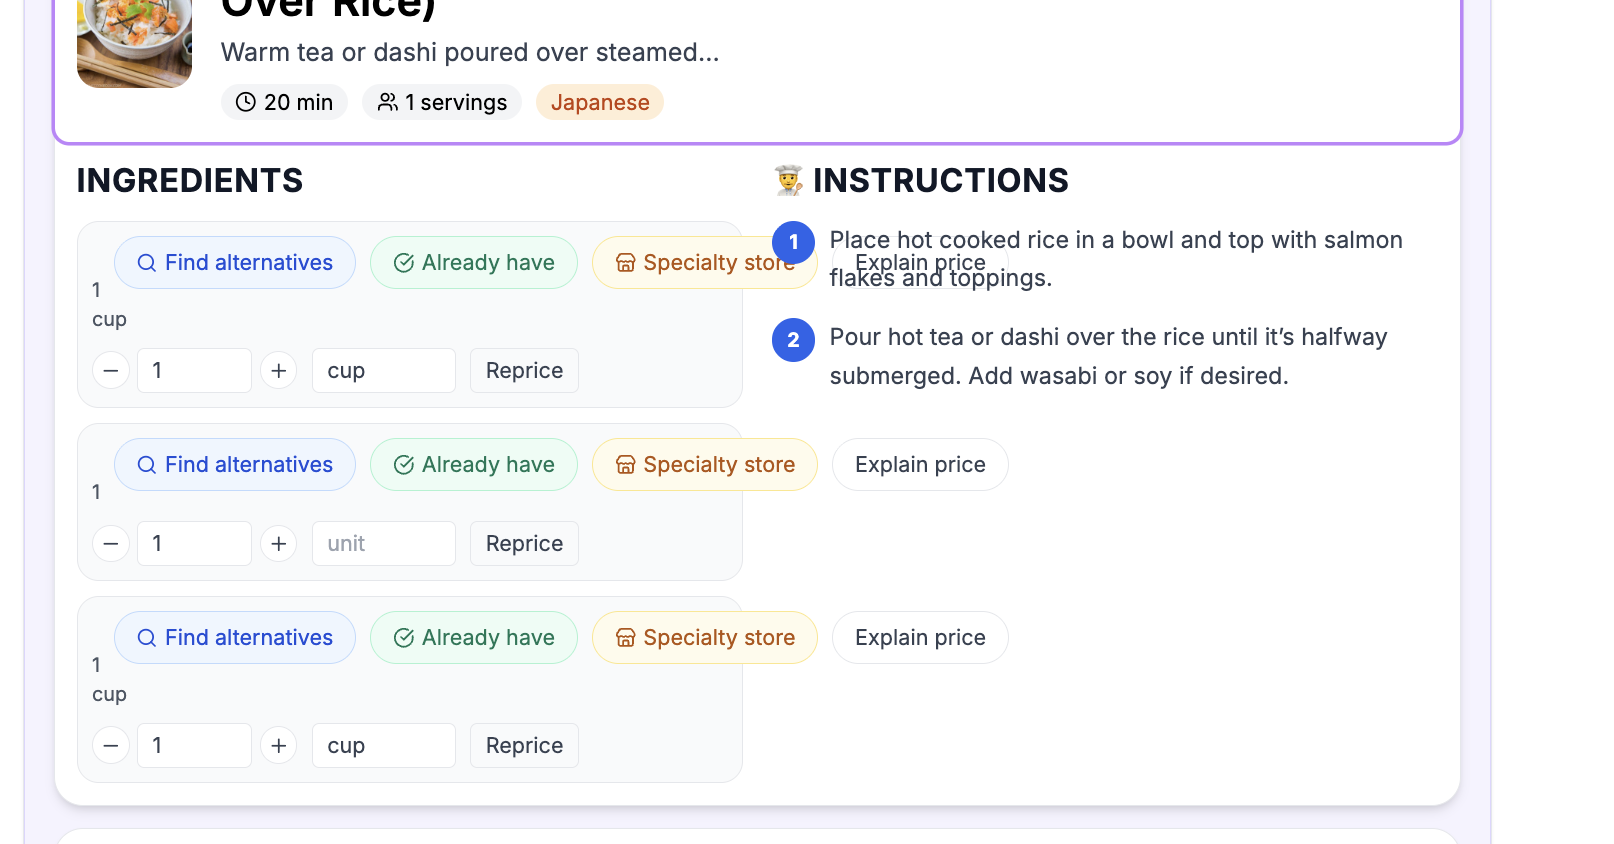 Over Rice)
Warm tea or dashi poured over steamed...
20 min
1 servings
Japanese
INGREDIENTS
Find alternatives
Already have
Specialty store
Explain price
1
cup
1
cup
Reprice
Find alternatives
Already have
Specialty store
Explain price
1
1
unit
Reprice
Find alternatives
Already have
Specialty store
Explain price
1
cup
1
cup
Reprice
INSTRUCTIONS
1
Place hot cooked rice in a bowl and top with salmon
flakes and toppings.
2
Pour hot tea or dashi over the rice until it’s halfway
submerged. Add wasabi or soy if desired.